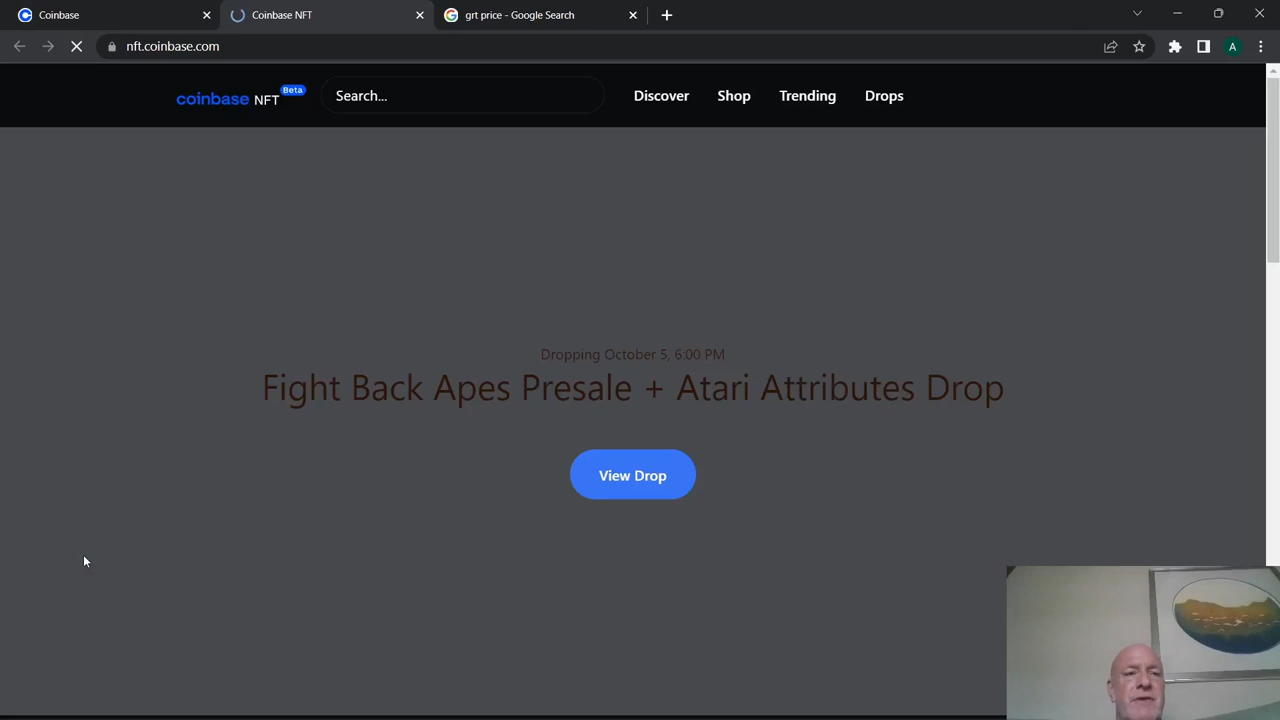 Coinbase
Coinbase NFT
grt price - Google Search
nft.coinbase.com
A
coinbase NFT Beta
Search...
Discover
Shop
Trending
Drops
Dropping October 5, 6:00 PM
Fight Back Apes Presale + Atari Attributes Drop
View Drop